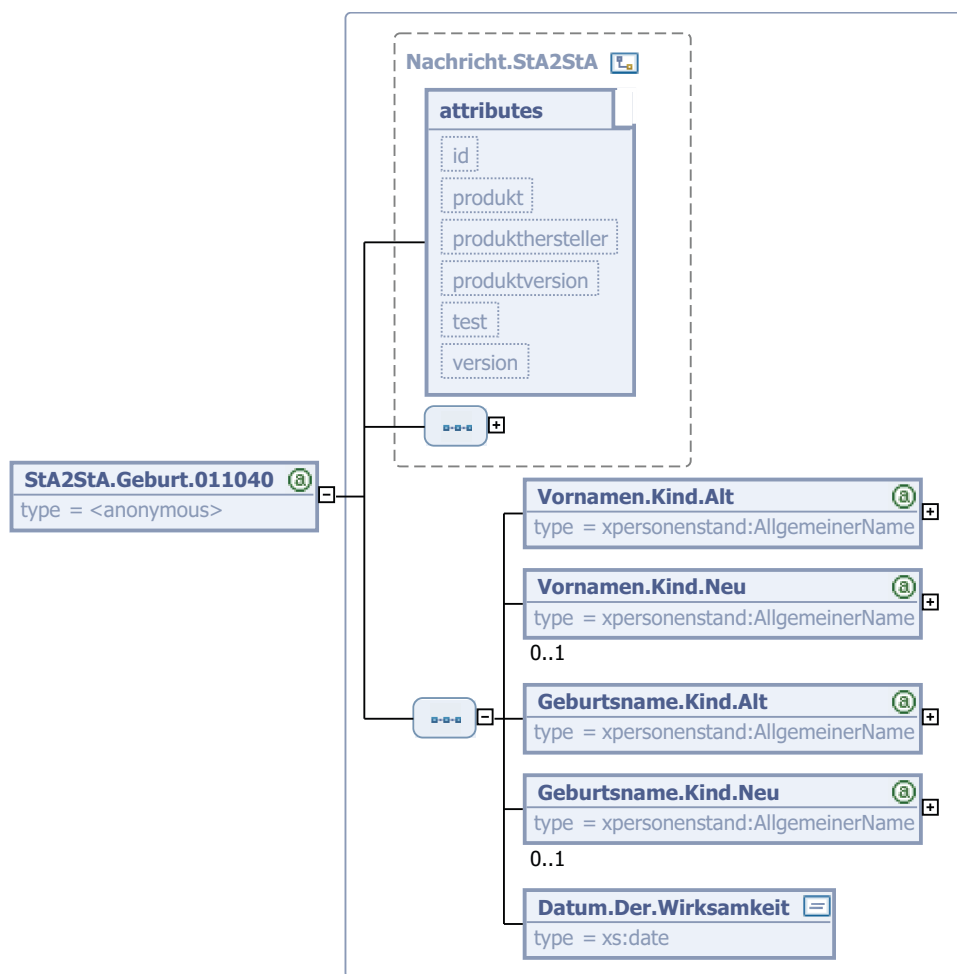 Nachricht.StA2StA
attributes
id
produkt
produkthersteller
produktversion
test
version
StA2StA.Geburt.011040
type = <anonymous>
Vornamen.Kind.Alt
type = xpersonenstand:AllgemeinerName
Vornamen.Kind.Neu
type = xpersonenstand:AllgemeinerName
0..1
Geburtsname.Kind.Alt
type = xpersonenstand:AllgemeinerName
Geburtsname.Kind.Neu
type = xpersonenstand:AllgemeinerName
0..1
Datum.Der.Wirksamkeit
type = xs:date